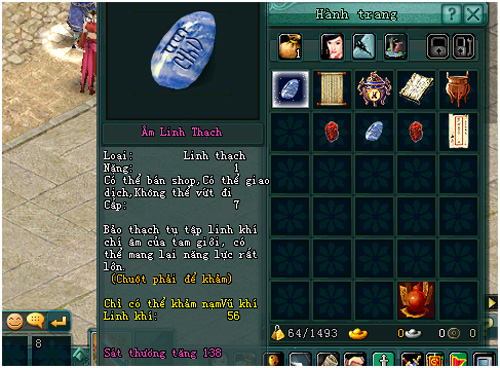 Hành trang
?
1
Âm Linh Thạch
Loại: Linh thạch
Nặng: 1
Có thể bán shop,Có thể giao
dịch,Không thể vứt đi
Cấp: 7
Bảo thạch tụ tập linh khí
chí âm của tam giới, có
thể mang lại năng lực rất
lớn.
(Chuột phải để khảm)
Chỉ có thể khảm nạmVũ khí
Linh khí: 56
Sát thương tăng 138
64/1493 0 0 0
8